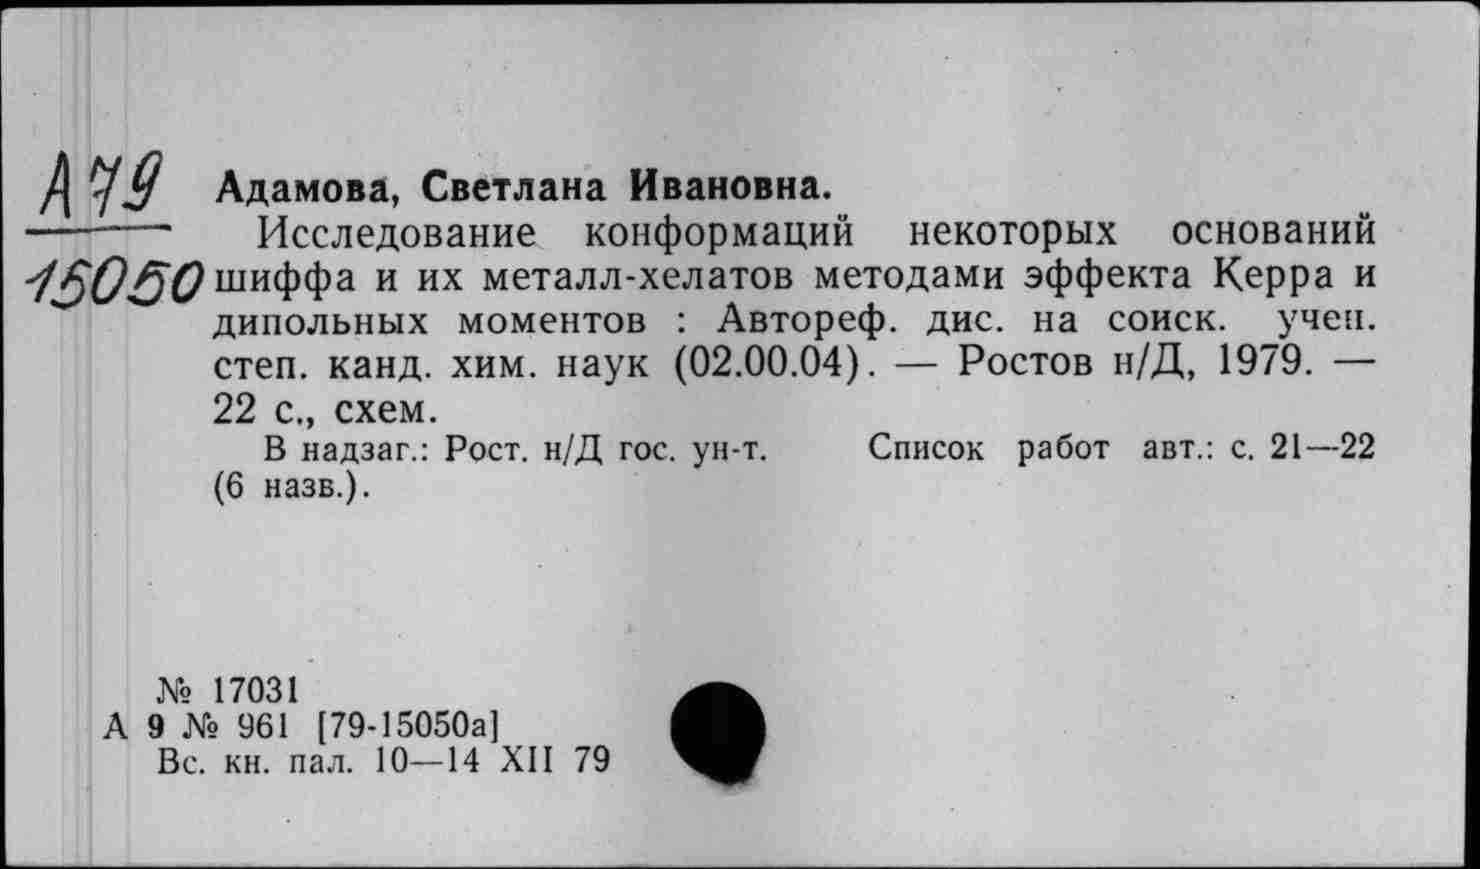 А79
15050
Адамова, Светлана Ивановна.
Исследование конформаций некоторых оснований
шиффа и их металл-хелатов методами эффекта Керра и
дипольных моментов : Автореф. дис. на соиск. учен.
степ. канд. хим. наук (02.00.04). — Ростов н/Д, 1979. —
22 с., схем.
В надзаг.: Рост. н/Д гос. ун-т. Список работ авт.: с. 21—22
(6 назв.).
№ 17031
А 9 № 961 [79-15050а]
Вс. кн. пал. 10—14 XII 79